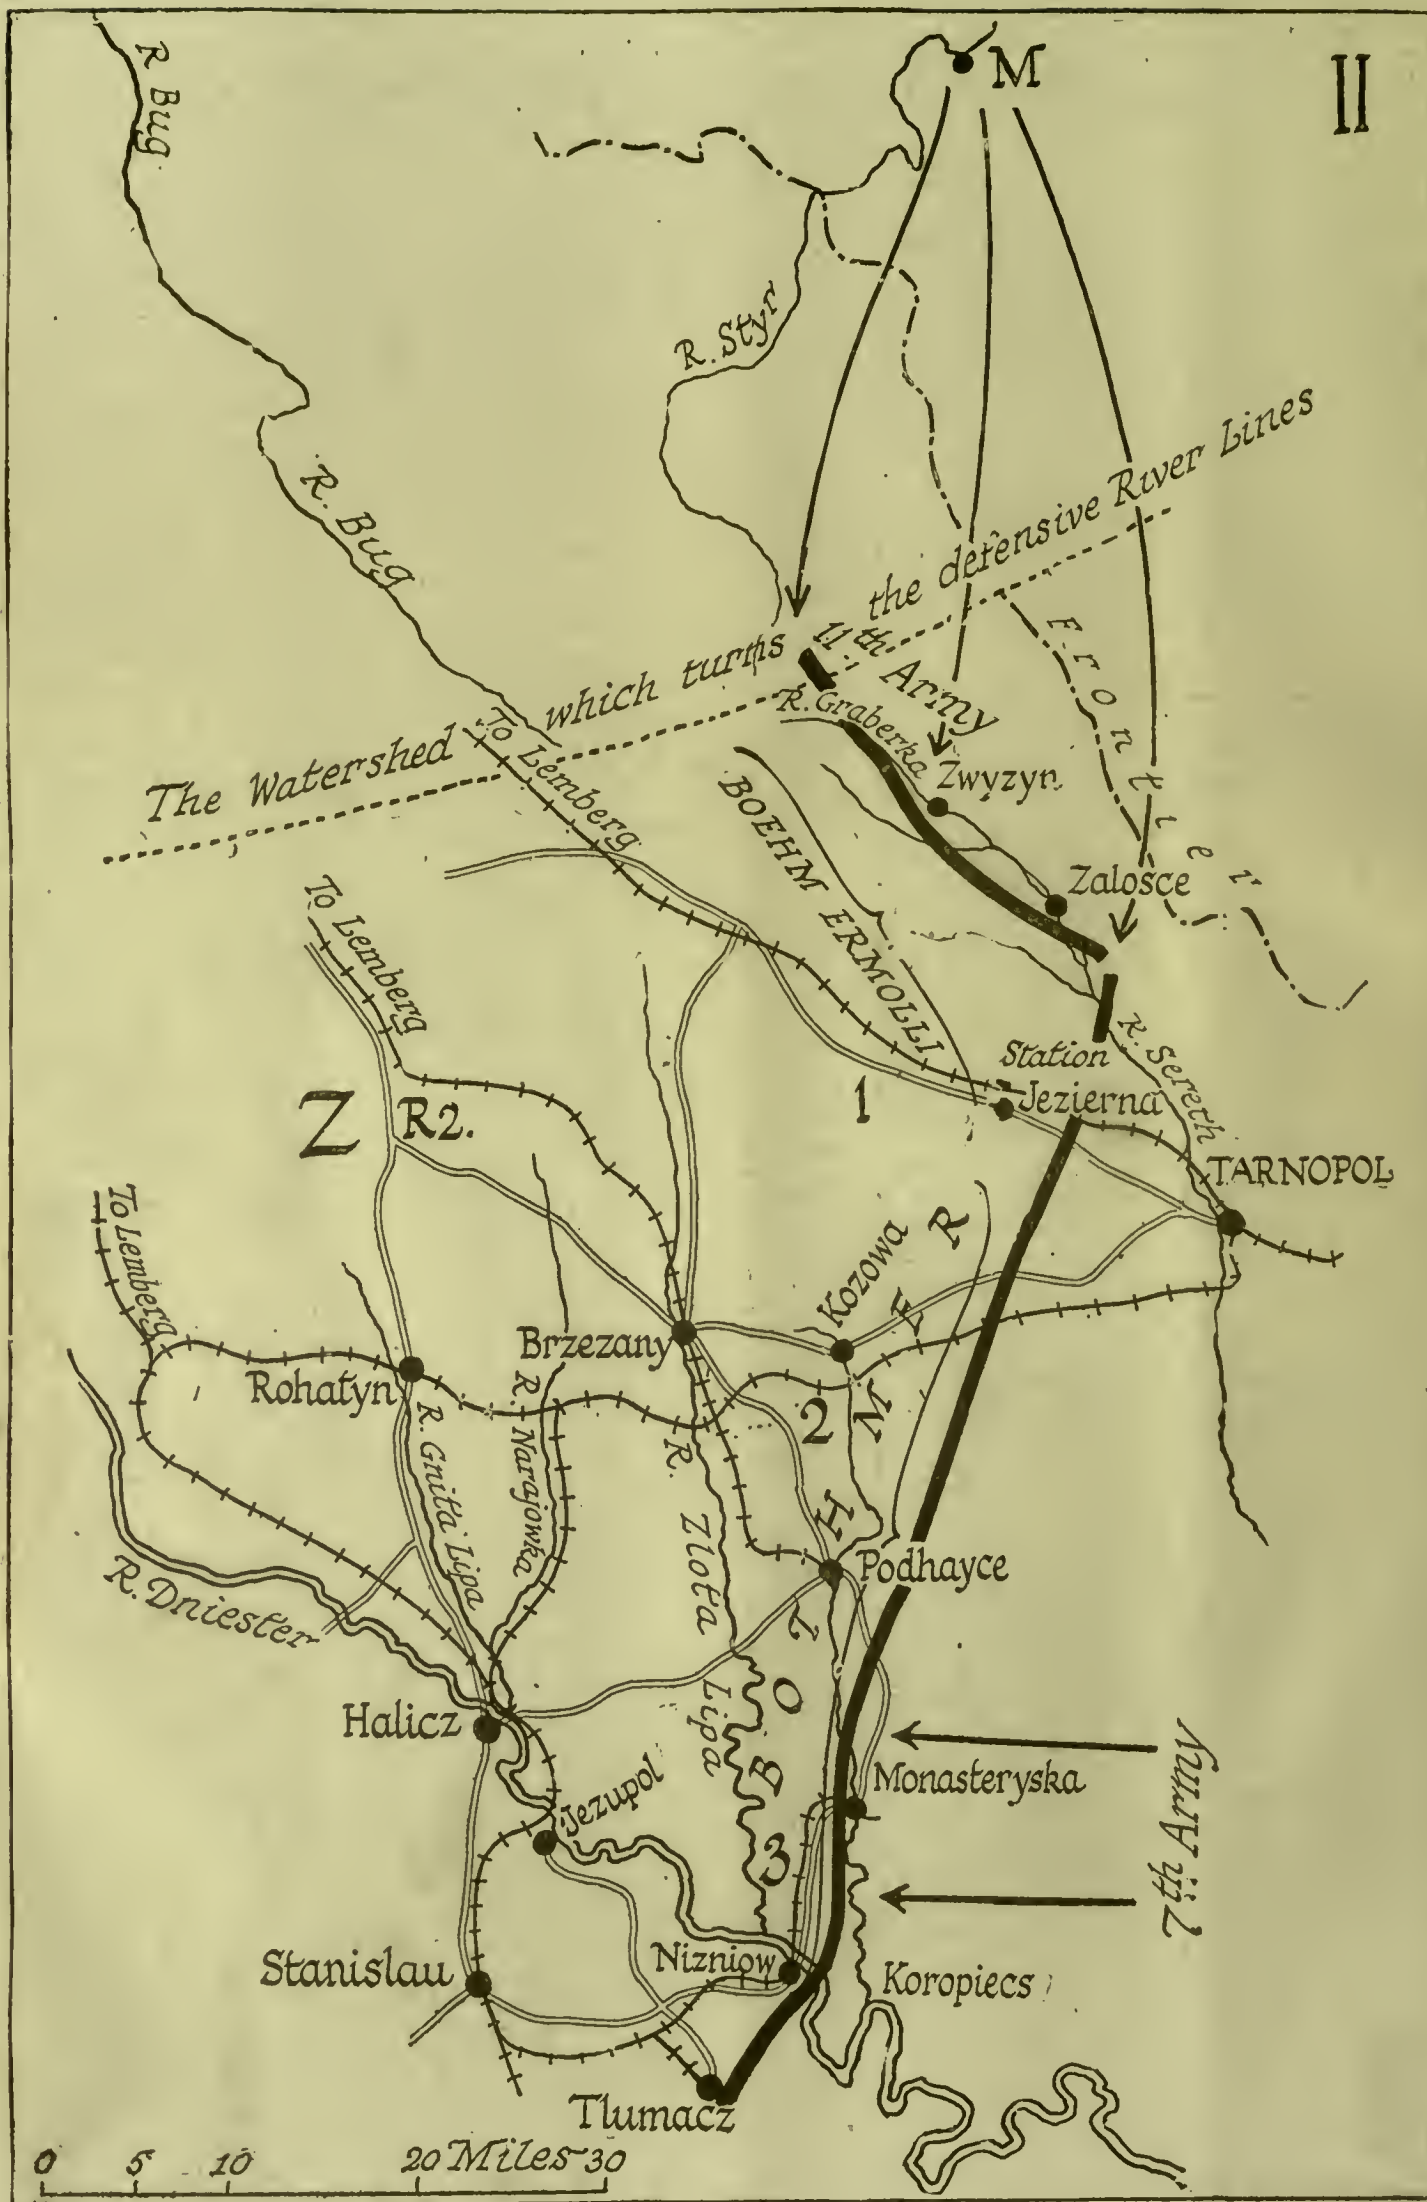 II
M
R Bug
R. Styr
R. Bug
The Watershed which turns the defensive River Lines
11th Army
R. Graberka
Zwyzyn
Frontier
To Lemberg
BOEHM ERMOLLI
Zalosce
To Lemberg
Station
Jezierna
R. Sereth
1
Z
R2.
TARNOPOL
To Lemberg
Kozowa
Brzezany
Rohatyn
R. Gnita Lipa
R. Narajowka
R. Zlota Lipa
2
BOTHMER
R. Dniester
Podhayce
Halicz
Jezupol
Monasteryska
7th Army
3
Stanislau
Nizniow
Koropiecs
Tlumacz
0 5 10 20 Miles 30